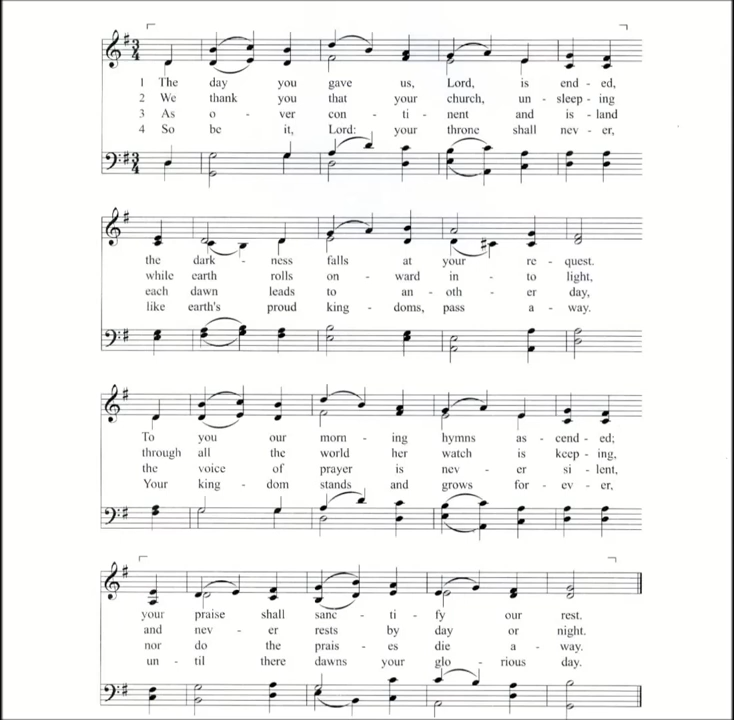 1 The day you gave us, Lord, is end - ed,
2 We thank you that your church, un - sleep - ing
3 As o - ver con - ti - nent and is - land
4 So be it, Lord: your throne shall nev - er,
the dark - ness falls at your re - quest.
while earth rolls on - ward in - to light,
each dawn leads to an - oth - er day,
like earth's proud king - doms, pass a - way.
To you our morn - ing hymns as - cend - ed;
through all the world her watch is keep - ing,
the voice of prayer is nev - er si - lent,
Your king - dom stands and grows for - ev - er,
your praise shall sanc - ti - fy our rest.
and nev - er rests by day or night.
nor do the prais - es die a - way.
un - til there dawns your glo - rious day.